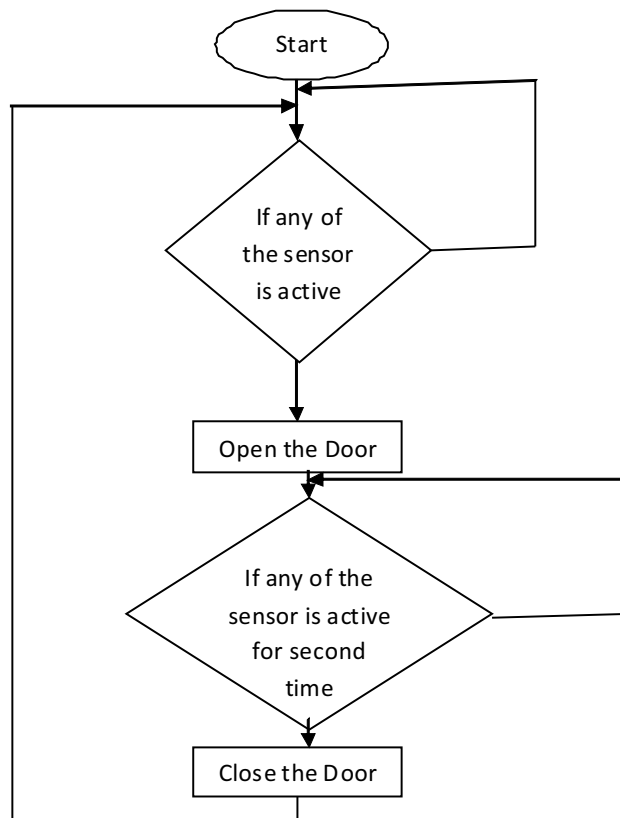 Start
If any of
the sensor
is active
Open the Door
If any of the
sensor is active
for second
time
Close the Door